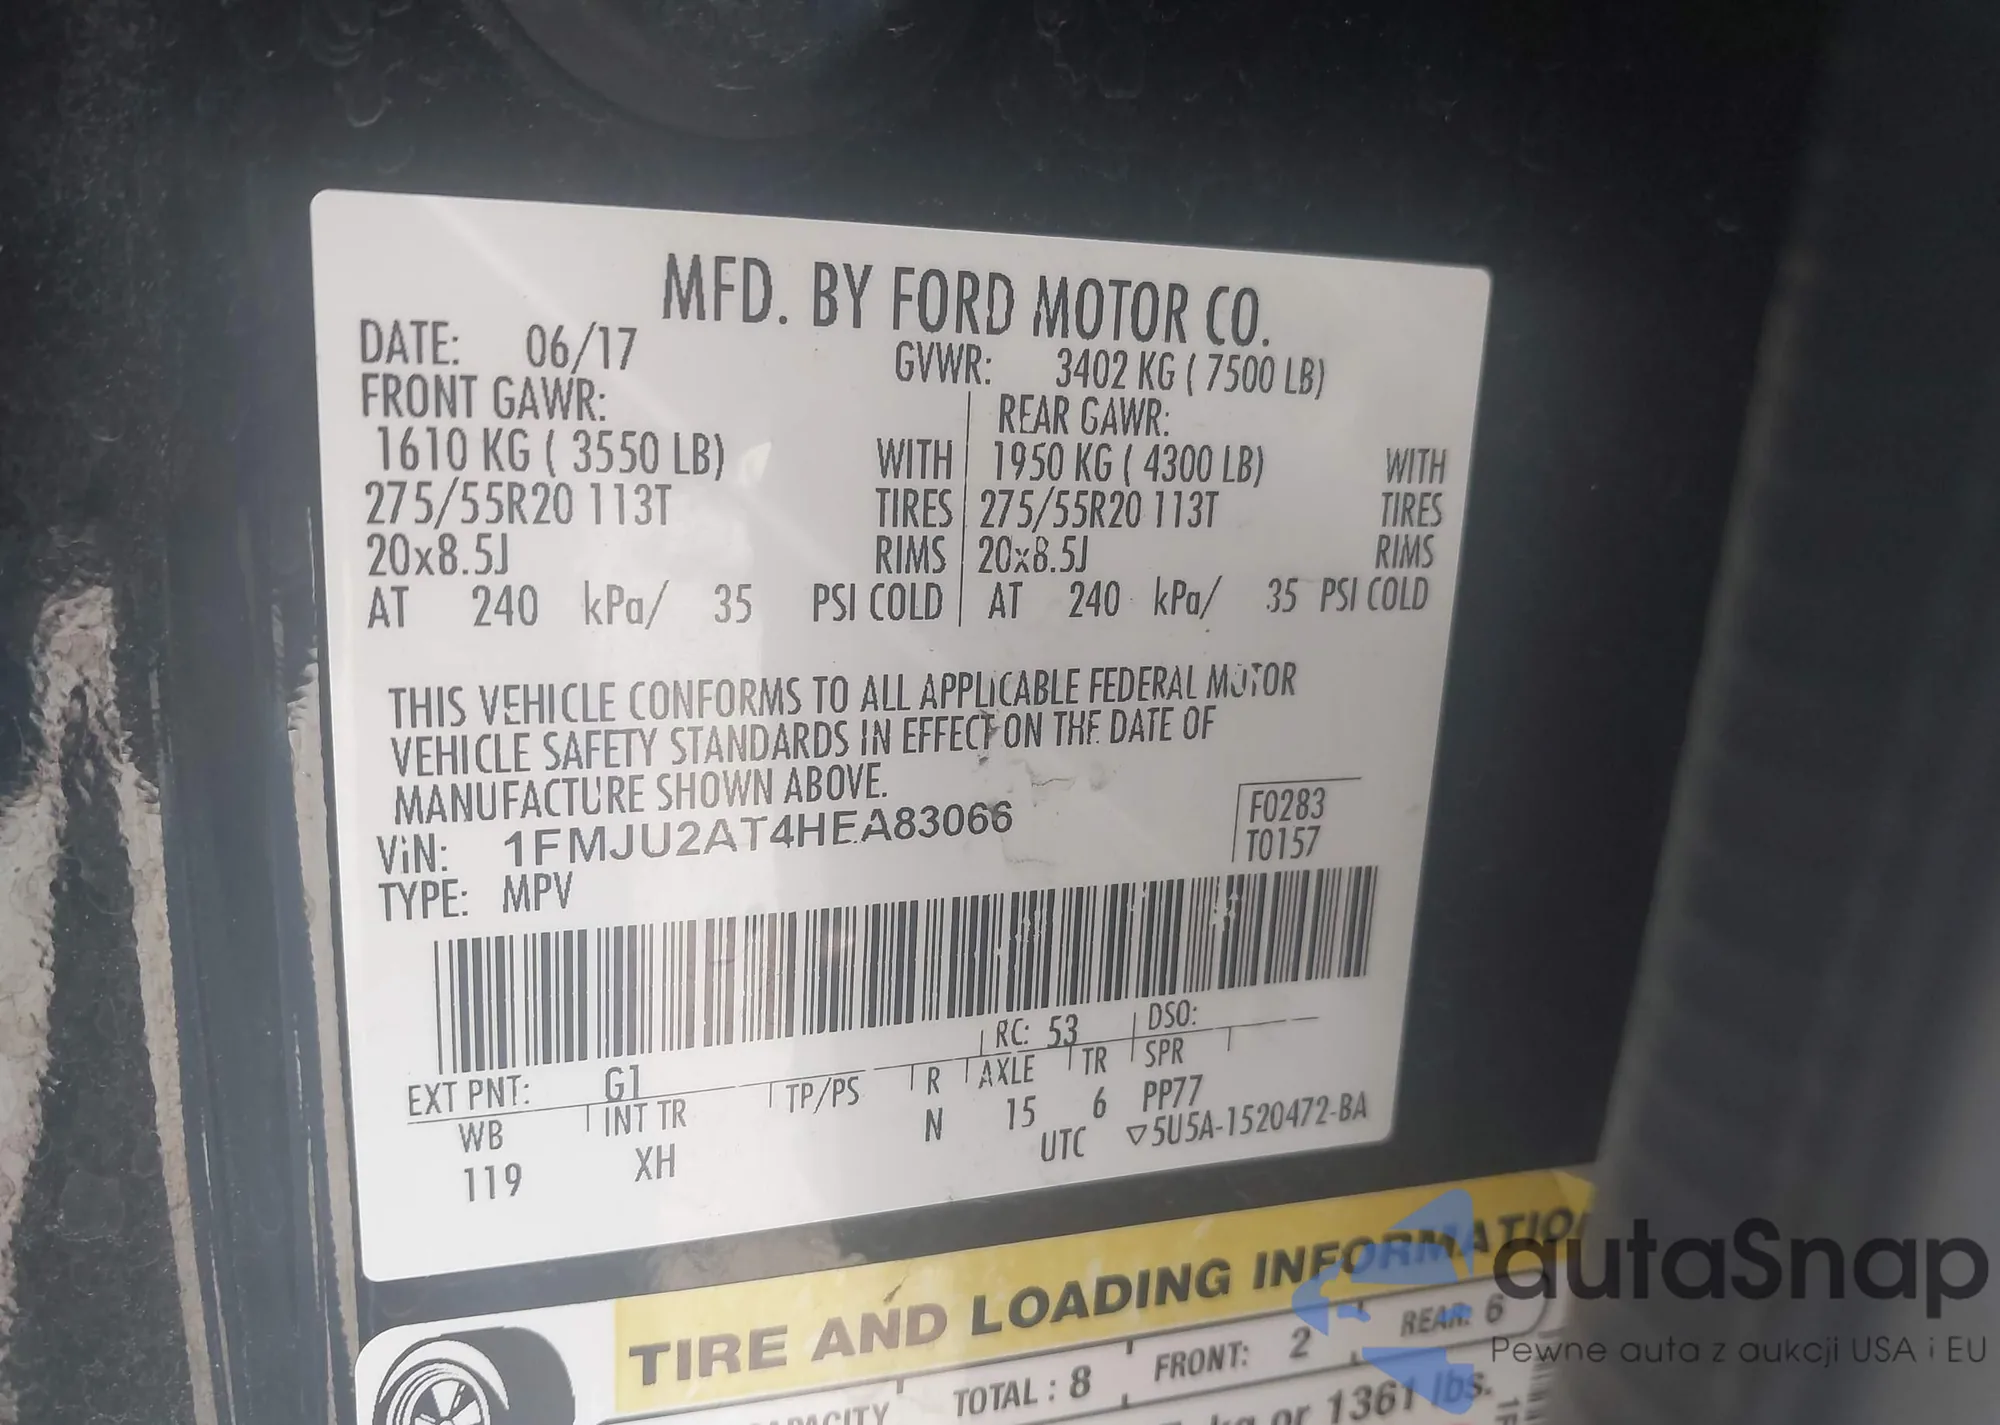 MFD. BY FORD MOTOR CO.
DATE: 06/17 GVWR: 3402 KG ( 7500 LB)
FRONT GAWR: REAR GAWR:
1610 KG ( 3550 LB) WITH 1950 KG ( 4300 LB) WITH
275/55R20 113T TIRES 275/55R20 113T TIRES
20x8.5J RIMS 20x8.5J RIMS
AT 240 kPa/ 35 PSI COLD AT 240 kPa/ 35 PSI COLD
THIS VEHICLE CONFORMS TO ALL APPLICABLE FEDERAL MOTOR
VEHICLE SAFETY STANDARDS IN EFFECT ON THE DATE OF
MANUFACTURE SHOWN ABOVE.
VIN: 1FMJU2AT4HEA83066
F0283
T0157
TYPE: MPV
RC: 53 DSO:
EXT PNT: G1
WB INT TR TP/PS R AXLE TR SPR
119 XH N 15 6 PP77
UTC ▽5U5A-1520472-BA
TIRE AND LOADING INFORMATION
TOTAL : 8 FRONT: 2 REAR: 6
or 1361 lbs.
autaSnap
Pewne auta z aukcji USA i EU